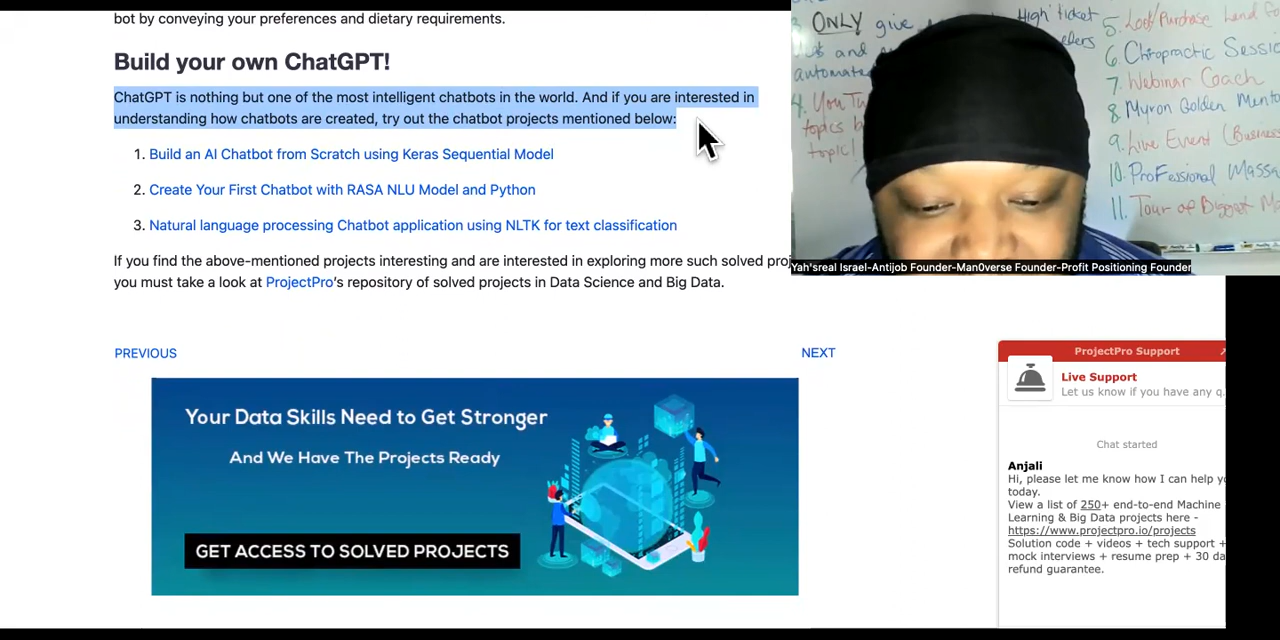 bot by conveying your preferences and dietary requirements.
Build your own ChatGPT!
ChatGPT is nothing but one of the most intelligent chatbots in the world. And if you are interested in
understanding how chatbots are created, try out the chatbot projects mentioned below:
1. Build an AI Chatbot from Scratch using Keras Sequential Model
2. Create Your First Chatbot with RASA NLU Model and Python
3. Natural language processing Chatbot application using NLTK for text classification
If you find the above-mentioned projects interesting and are interested in exploring more such solved proj
you must take a look at ProjectPro's repository of solved projects in Data Science and Big Data.
PREVIOUS
NEXT
Your Data Skills Need to Get Stronger
And We Have The Projects Ready
GET ACCESS TO SOLVED PROJECTS
ONLY give
High ticket
and
automated
4. You
topics
topic!
5. Look/Purchase Land
6. Chiropractic
7. Webinar Coach
8. Myron Golden
9. Live Event
10. Professional
11. Tour of Biggest
Yah'sreal Israel-Antijob Founder-Man0verse Founder-Profit Positioning Founder
ProjectPro Support
Live Support
Let us know if you have any q.
Chat started
Anjali
Hi, please let me know how I can help yo
today.
View a list of 250+ end-to-end Machine
Learning & Big Data projects here -
https://www.projectpro.io/projects
Solution code + videos + tech support +
mock interviews + resume prep + 30 da
refund guarantee.